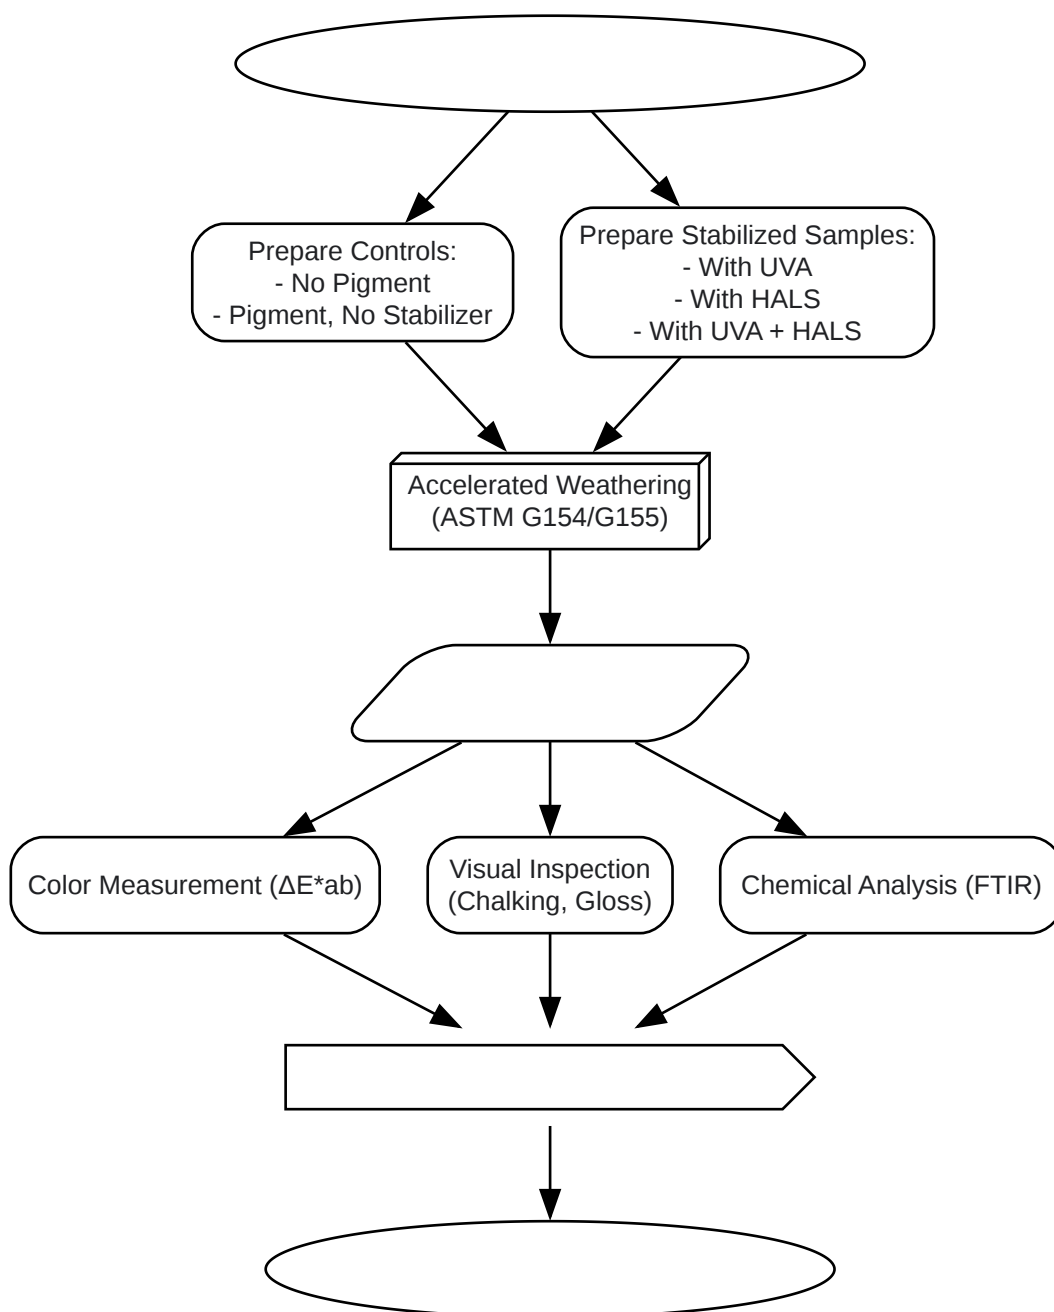 Prepare Controls:
- No Pigment
- Pigment, No Stabilizer
Prepare Stabilized Samples:
- With UVA
- With HALS
- With UVA + HALS
Accelerated Weathering
(ASTM G154/G155)
Color Measurement (ΔE*ab)
Visual Inspection
(Chalking, Gloss)
Chemical Analysis (FTIR)